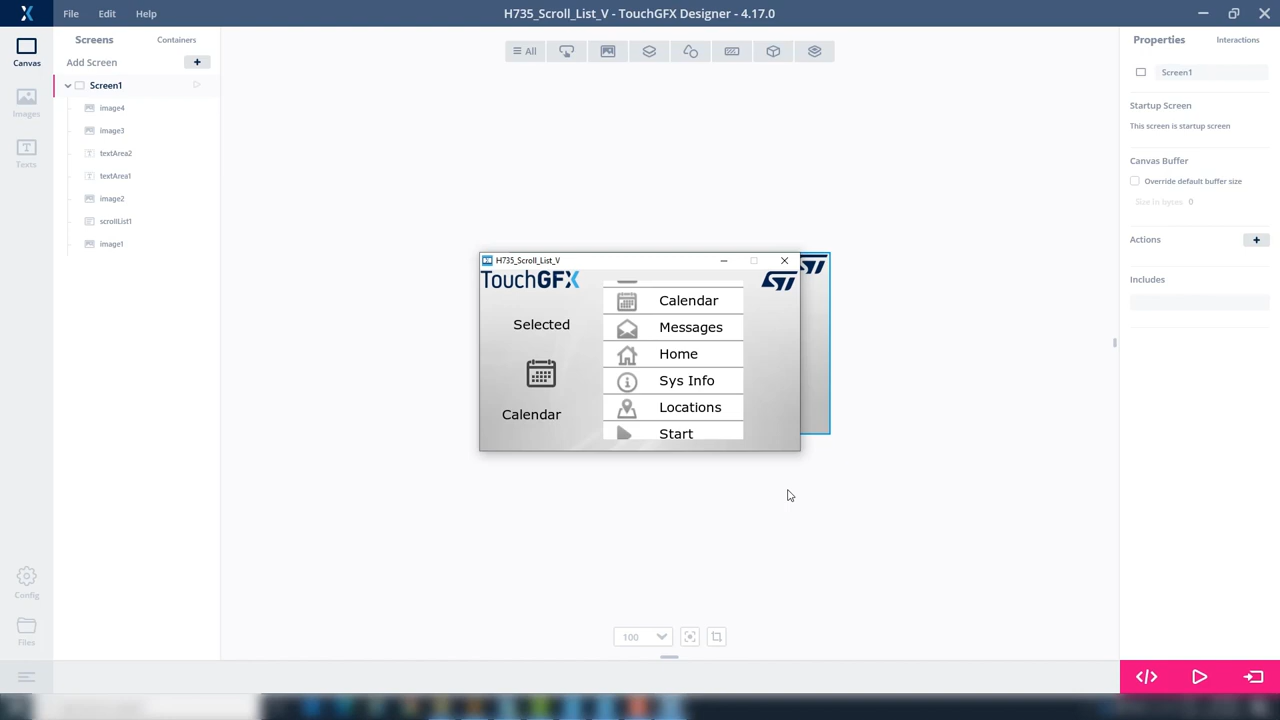 File Edit Help
H735_Scroll_List_V - TouchGFX Designer - 4.17.0
Canvas
Images
Texts
Config
Files
Screens Containers
Add Screen +
Screen1
image4
image3
textArea2
textArea1
image2
scrollList1
image1
All
H735_Scroll_List_V
TouchGFX
ST
ST
Selected
Calendar
Calendar
Messages
Home
Sys Info
Locations
Start
100
Properties Interactions
Screen1
Startup Screen
This screen is startup screen
Canvas Buffer
Override default buffer size
Size in bytes 0
Actions +
Includes